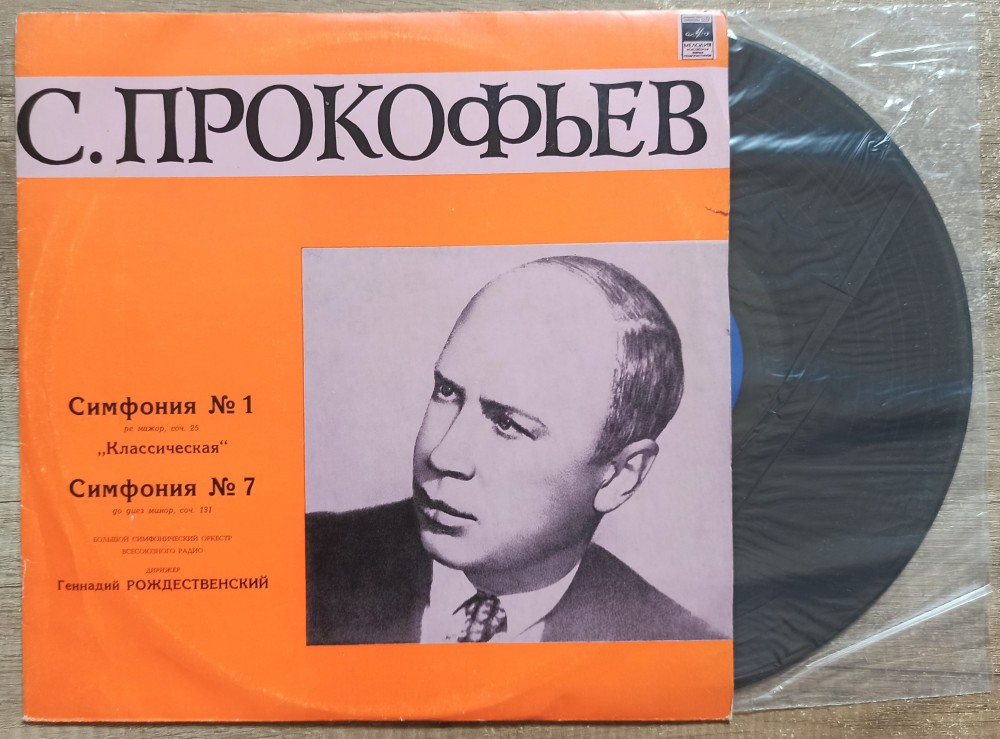 МЕЛОДИЯ
С. ПРОКОФЬЕВ
Симфония № 1
ре мажор, соч. 25
„Классическая“
Симфония № 7
до диез минор, соч. 131
БОЛЬШОЙ СИМФОНИЧЕСКИЙ ОРКЕСТР
ВСЕСОЮЗНОГО РАДИО
ДИРИЖЕР
Геннадий РОЖДЕСТВЕНСКИЙ